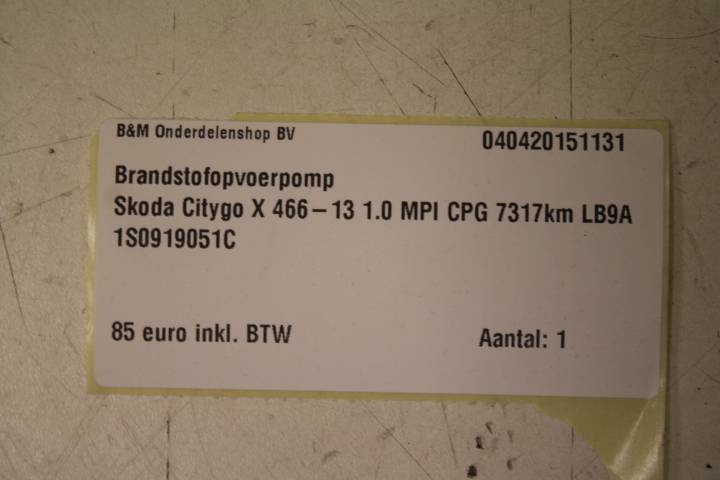 B&M Onderdelenshop BV 040420151131
Brandstofopvoerpomp
Skoda Citygo X 466-13 1.0 MPI CPG 7317km LB9A
1S0919051C
85 euro inkl. BTW Aantal: 1